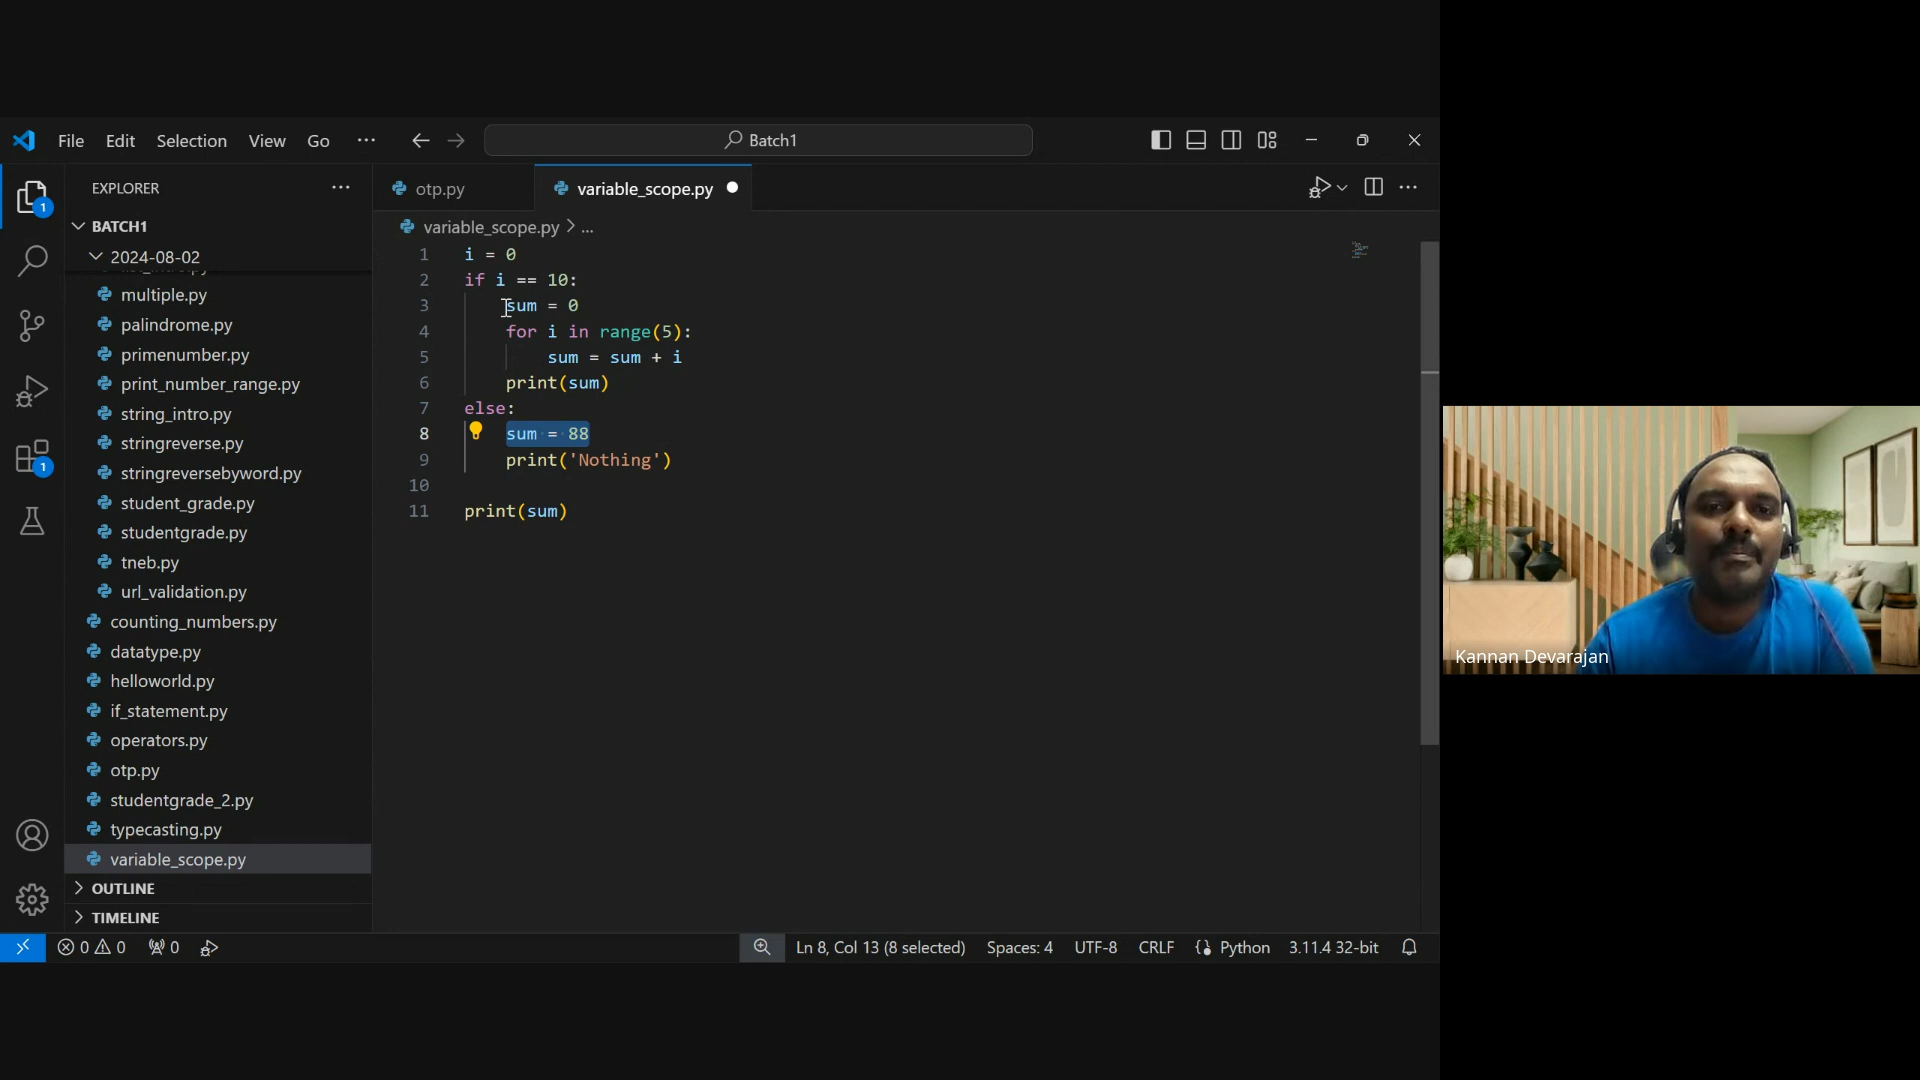 File Edit Selection View Go ··· Batch1
EXPLORER ···
1
BATCH1
2024-08-02
multiple.py
palindrome.py
primenumber.py
print_number_range.py
string_intro.py
stringreverse.py
stringreversebyword.py
student_grade.py
studentgrade.py
tneb.py
url_validation.py
counting_numbers.py
datatype.py
helloworld.py
if_statement.py
operators.py
otp.py
studentgrade_2.py
typecasting.py
variable_scope.py
OUTLINE
TIMELINE
1
otp.py variable_scope.py
variable_scope.py > ...
1 i = 0
2 if i == 10:
3     sum = 0
4     for i in range(5):
5         sum = sum + i
6     print(sum)
7 else:
8     sum = 88
9     print('Nothing')
10
11 print(sum)
0 0 0 Ln 8, Col 13 (8 selected) Spaces: 4 UTF-8 CRLF Python 3.11.4 32-bit
Kannan Devarajan